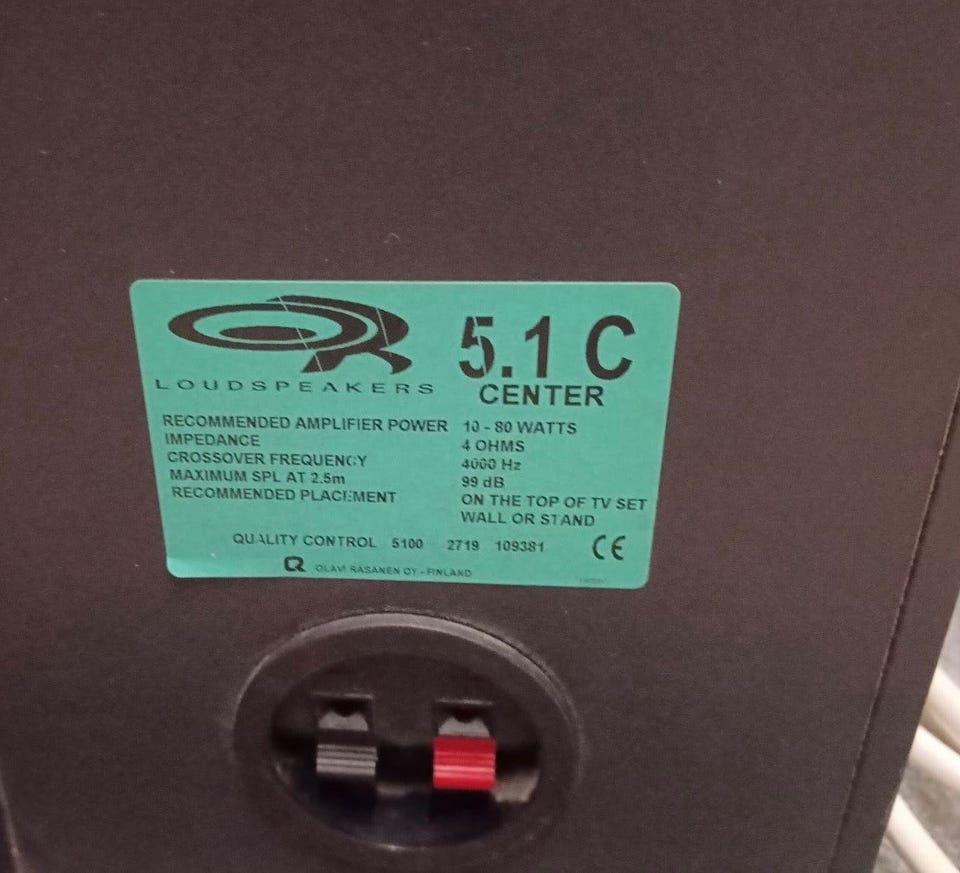 OR 5.1 C
LOUDSPEAKERS CENTER
RECOMMENDED AMPLIFIER POWER 10 - 80 WATTS
IMPEDANCE 4 OHMS
CROSSOVER FREQUENCY 4000 Hz
MAXIMUM SPL AT 2.5m 99 dB
RECOMMENDED PLACEMENT ON THE TOP OF TV SET
WALL OR STAND
QUALITY CONTROL 5100 2719 109381 CE
OR OLAVI RÄSÄNEN OY - FINLAND